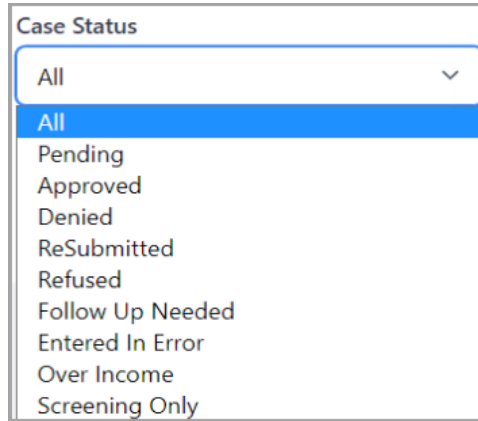 Case Status
All
All
Pending
Approved
Denied
ReSubmitted
Refused
Follow Up Needed
Entered In Error
Over Income
Screening Only